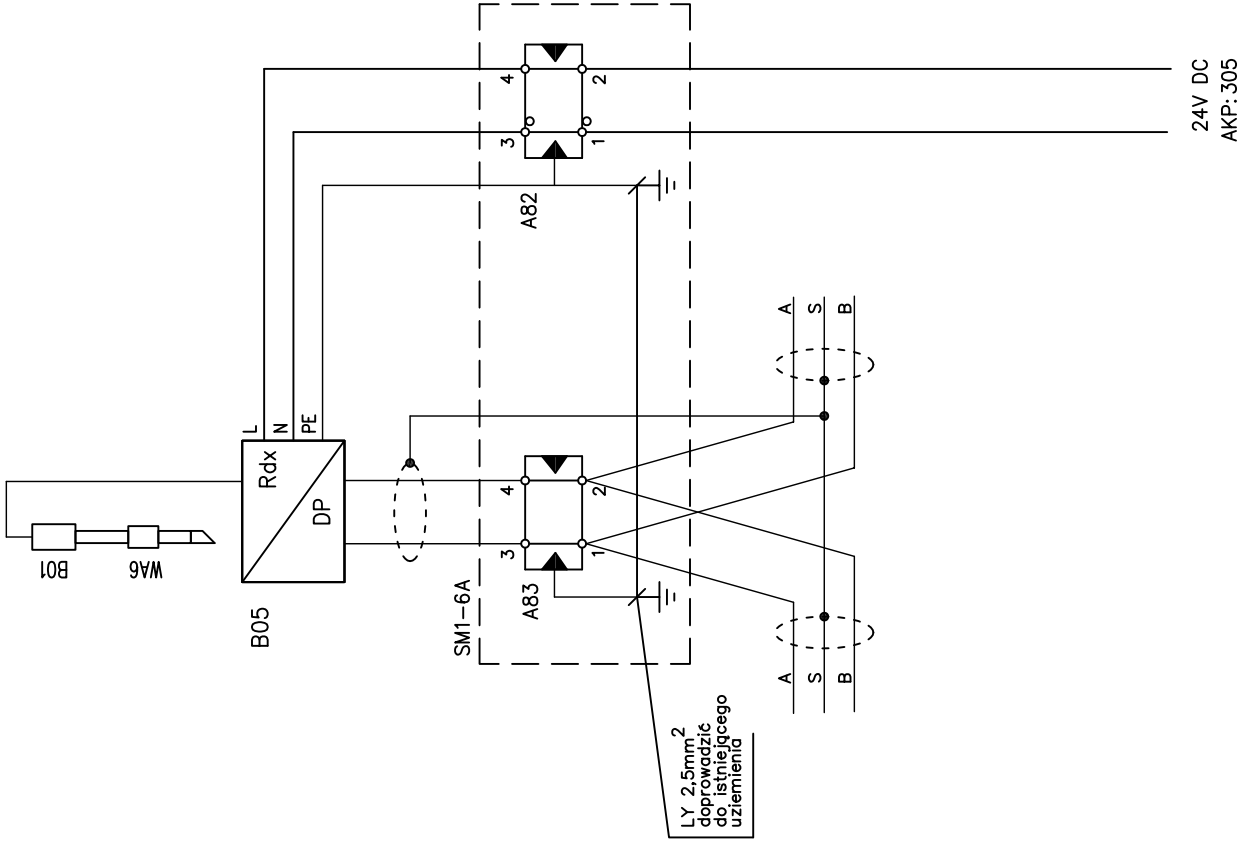 B01
WA6
B05
Rdx
DP
L
N
PE
SM1-6A
A83
3
4
1
2
A82
3
4
1
2
A
S
B
A
S
B
LY 2,5mm2
doprowadzić
do istniejącego
uziemienia
24V DC
AKP:305